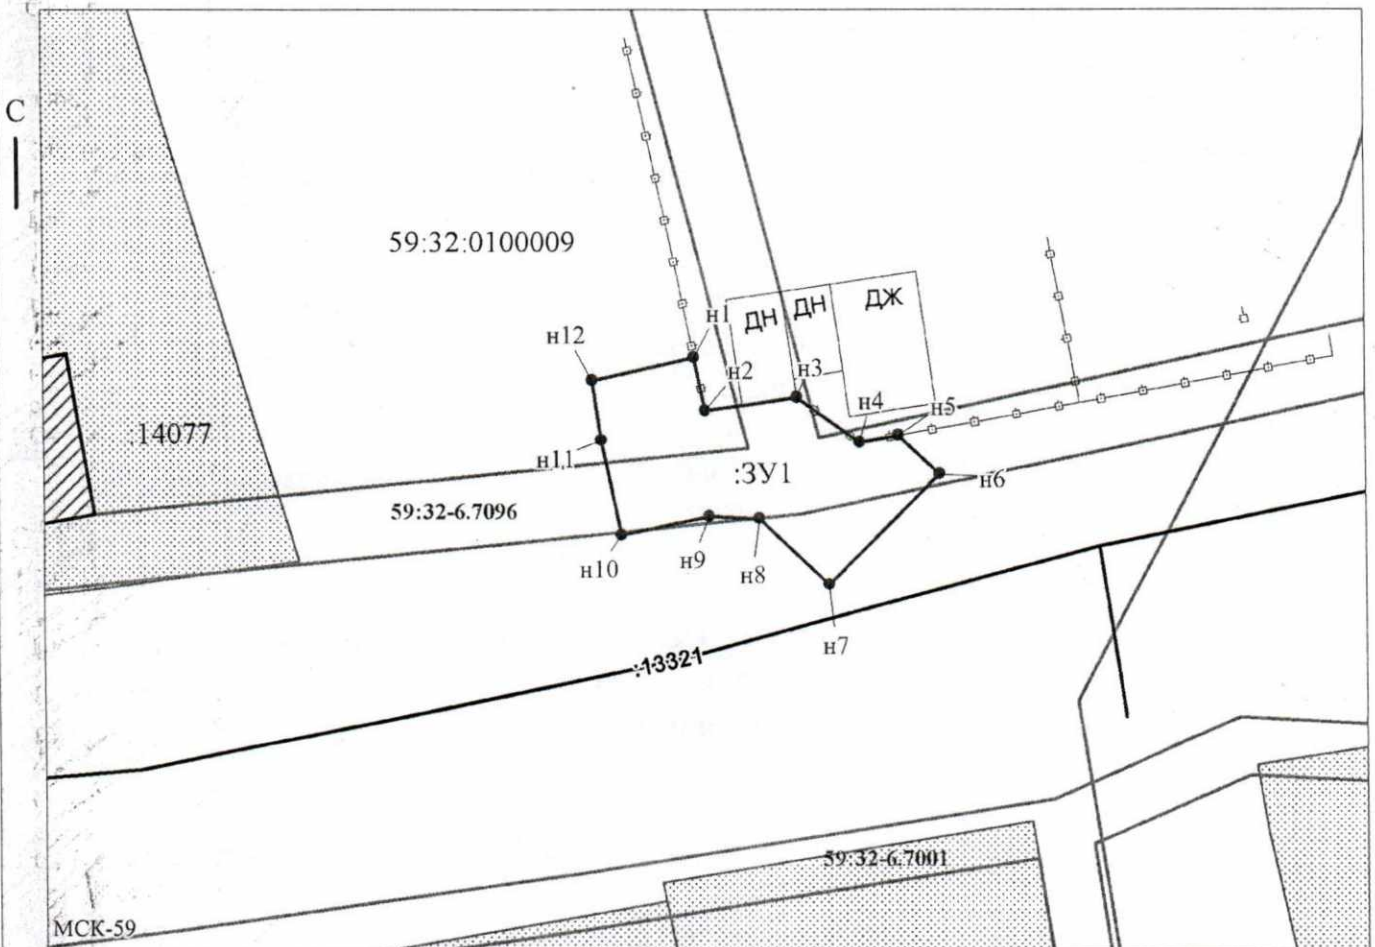 С
59:32:0100009
н1
н12
ДН
ДН
ДЖ
н2
н3
н4
н5
:14077
н11
:ЗУ1
н6
59:32-6.7096
н9
н10
н8
н7
:13321
59:32-6.7001
МСК-59